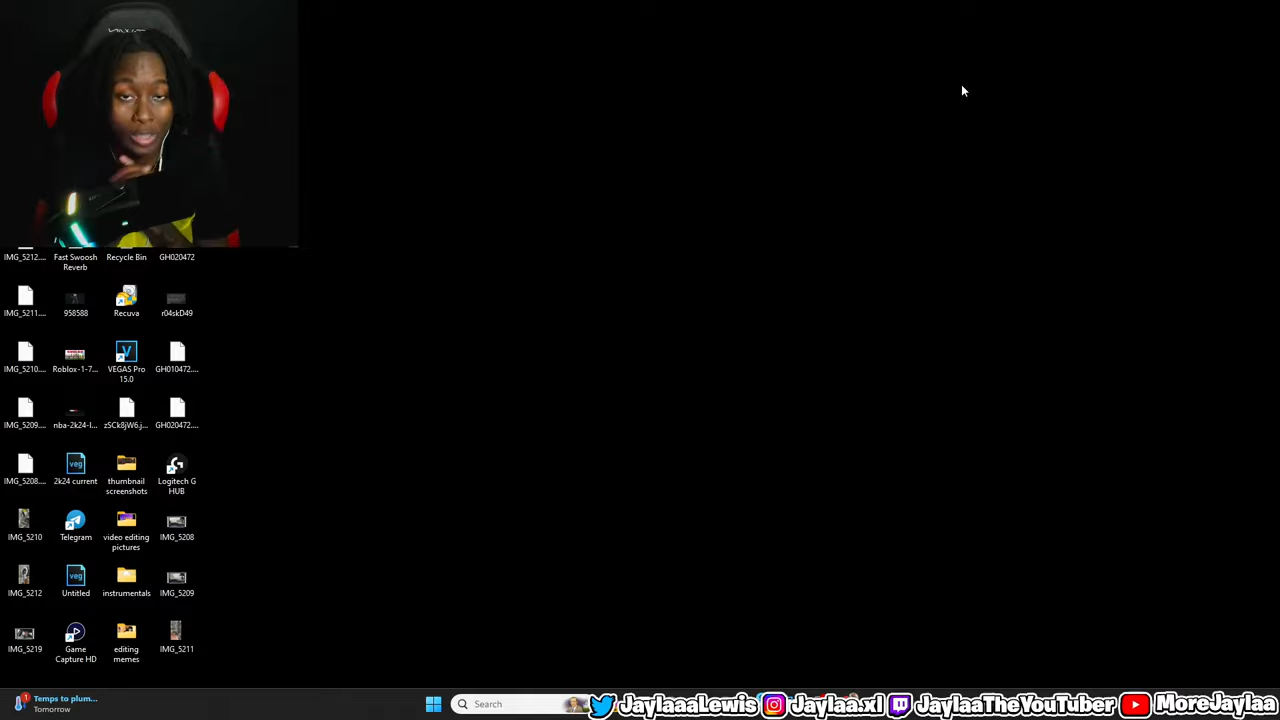 IMG_5212....
Fast Swoosh
Reverb
Recycle Bin
GH020472
IMG_5211....
958588
Recuva
r04skD49
IMG_5210....
Roblox-1-7...
VEGAS Pro
15.0
GH010472....
IMG_5209....
nba-2k24-l...
zSCk8jW6.j...
GH020472....
IMG_5208....
veg
2k24 current
thumbnail
screenshots
Logitech G
HUB
IMG_5210
Telegram
video editing
pictures
IMG_5208
IMG_5212
veg
Untitled
instrumentals
IMG_5209
IMG_5219
Game
Capture HD
editing
memes
IMG_5211
1
Temps to plum...
Tomorrow
Search
JaylaaaLewis
Jaylaa.xl
JaylaaTheYouTuber
MoreJaylaa